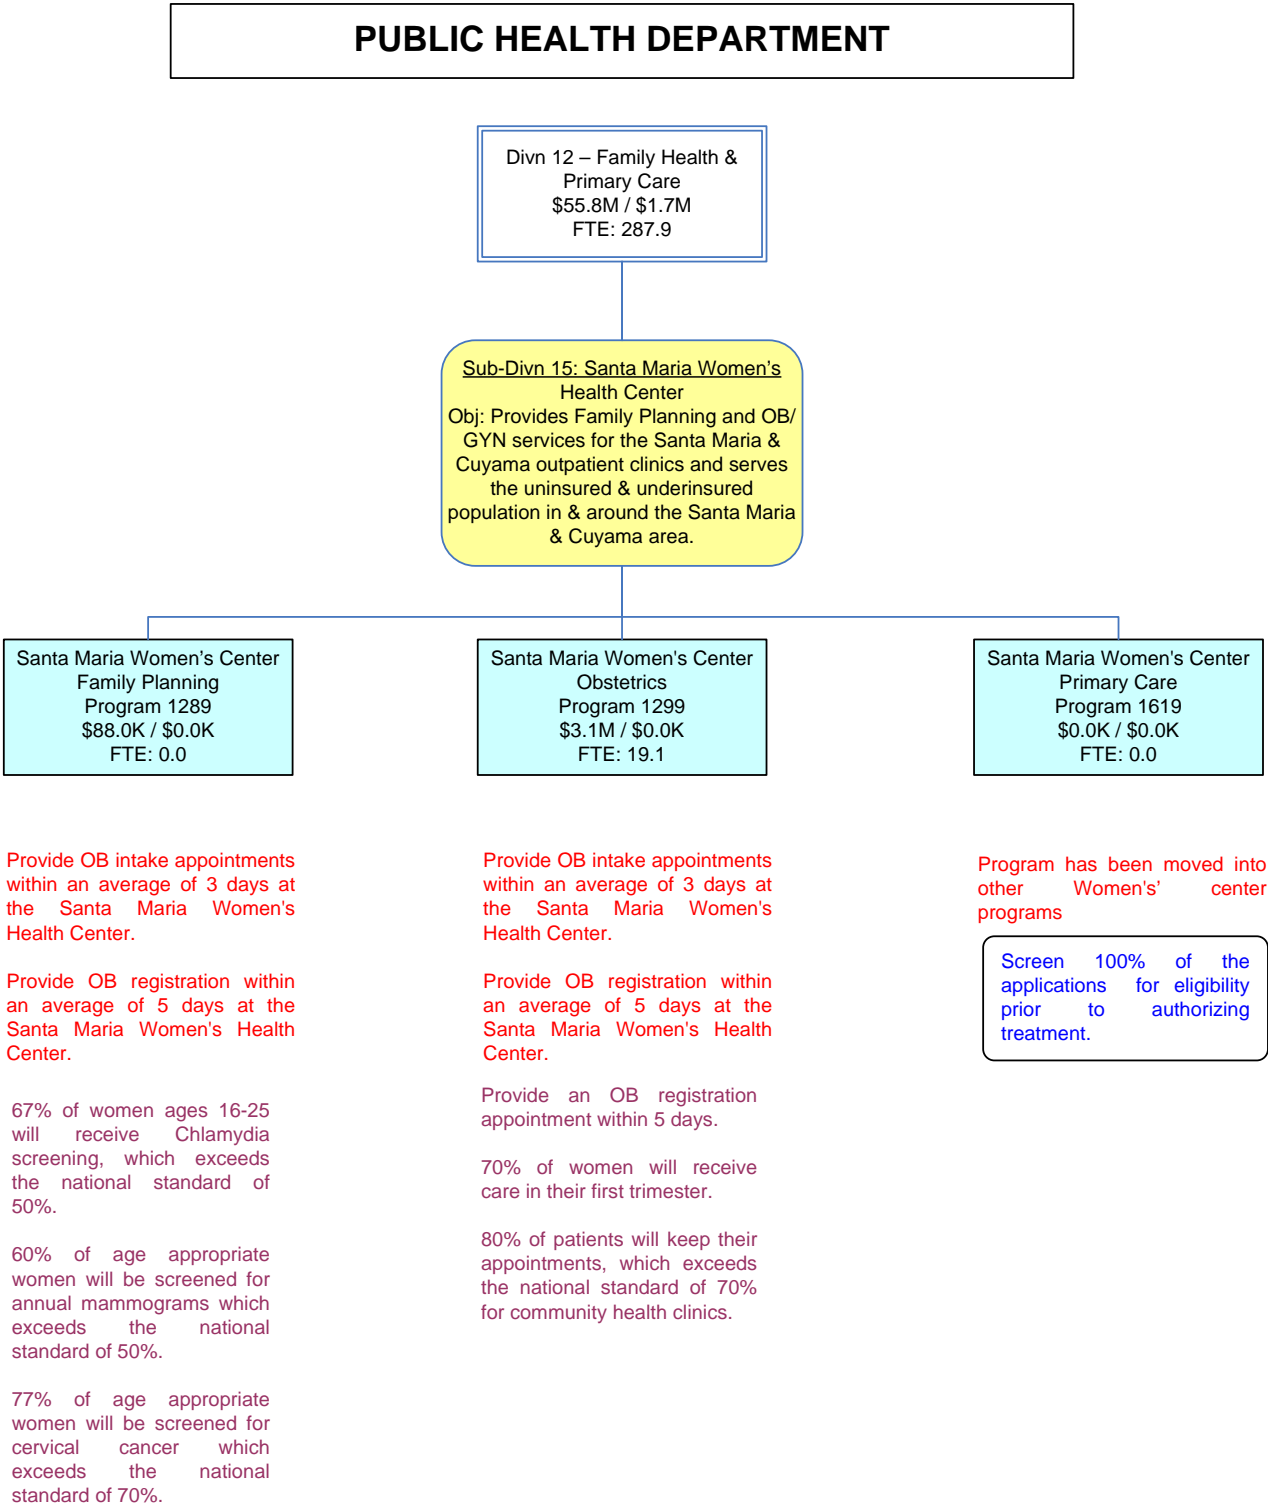 PUBLIC HEALTH DEPARTMENT
Divn 12 – Family Health &
Primary Care
$55.8M / $1.7M
FTE: 287.9
Sub-Divn 15: Santa Maria Women’s
Health Center
Obj: Provides Family Planning and OB/
GYN services for the Santa Maria &
Cuyama outpatient clinics and serves
the uninsured & underinsured
population in & around the Santa Maria
& Cuyama area.
Santa Maria Women’s Center
Family Planning
Program 1289
$88.0K / $0.0K
FTE: 0.0
Santa Maria Women's Center
Obstetrics
Program 1299
$3.1M / $0.0K
FTE: 19.1
Santa Maria Women's Center
Primary Care
Program 1619
$0.0K / $0.0K
FTE: 0.0
Provide OB intake appointments
within an average of 3 days at
the Santa Maria Women's
Health Center.
Provide OB registration within
an average of 5 days at the
Santa Maria Women's Health
Center.
67% of women ages 16-25
will receive Chlamydia
screening, which exceeds
the national standard of
50%.
60% of age appropriate
women will be screened for
annual mammograms which
exceeds the national
standard of 50%.
77% of age appropriate
women will be screened for
cervical cancer which
exceeds the national
standard of 70%.
Provide OB intake appointments
within an average of 3 days at
the Santa Maria Women's
Health Center.
Provide OB registration within
an average of 5 days at the
Santa Maria Women's Health
Center.
Provide an OB registration
appointment within 5 days.
70% of women will receive
care in their first trimester.
80% of patients will keep their
appointments, which exceeds
the national standard of 70%
for community health clinics.
Program has been moved into
other Women's’ center
programs
Screen 100% of the
applications for eligibility
prior to authorizing
treatment.